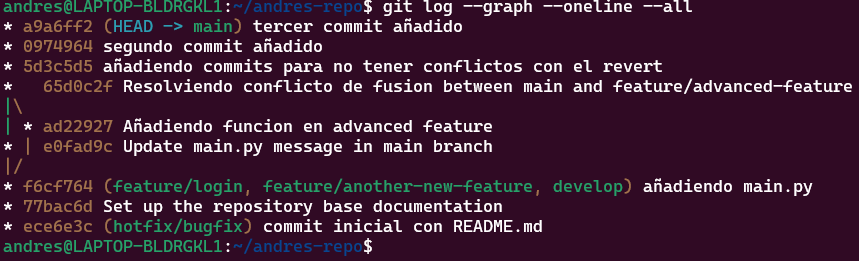 andres@LAPTOP-BLDRGKL1:~/andres-repo$ git log --graph --oneline --all
* a9a6ff2 (HEAD -> main) tercer commit añadido
* 0974964 segundo commit añadido
* 5d3c5d5 añadiendo commits para no tener conflictos con el revert
*   65d0c2f Resolviendo conflicto de fusion between main and feature/advanced-feature
|\
| * ad22927 Añadiendo funcion en advanced feature
* | e0fad9c Update main.py message in main branch
|/
* f6cf764 (feature/login, feature/another-new-feature, develop) añadiendo main.py
* 77bac6d Set up the repository base documentation
* ece6e3c (hotfix/bugfix) commit inicial con README.md
andres@LAPTOP-BLDRGKL1:~/andres-repo$